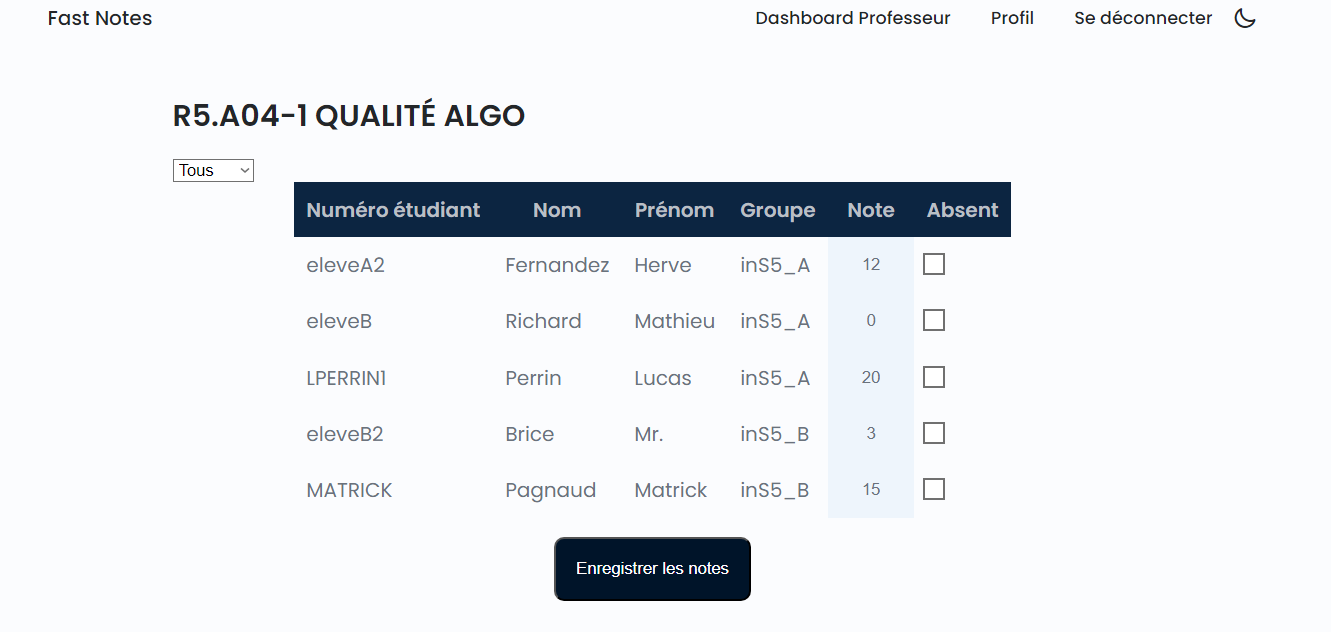 Fast Notes Dashboard Professeur Profil Se déconnecter
R5.A04-1 QUALITÉ ALGO
Tous
Numéro étudiant Nom Prénom Groupe Note Absent
eleveA2 Fernandez Herve inS5_A 12
eleveB Richard Mathieu inS5_A 0
LPERRIN1 Perrin Lucas inS5_A 20
eleveB2 Brice Mr. inS5_B 3
MATRICK Pagnaud Matrick inS5_B 15
Enregistrer les notes